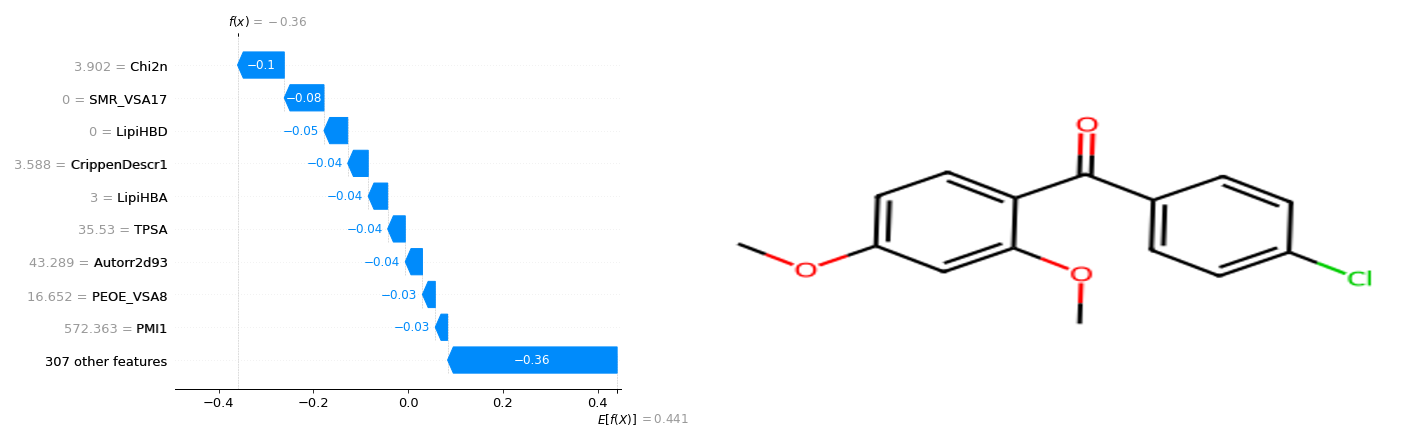 f(x) = −0.36
3.902 = Chi2n
−0.1
0 = SMR_VSA17
−0.08
0 = LipiHBD
−0.05
3.588 = CrippenDescr1
−0.04
3 = LipiHBA
−0.04
35.53 = TPSA
−0.04
43.289 = Autorr2d93
−0.04
16.652 = PEOE_VSA8
−0.03
572.363 = PMI1
−0.03
307 other features
−0.36
−0.4 −0.2 0.0 0.2 0.4
E[f(X)] = 0.441
O
O
O
Cl